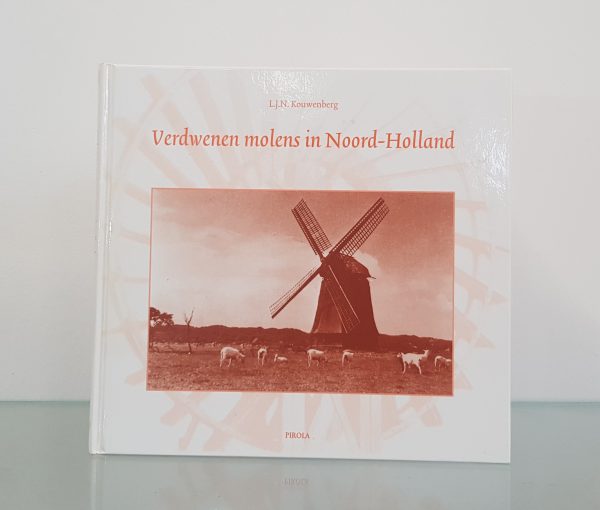 L.J.N. Kouwenberg
Verdwenen molens in Noord-Holland
PIROLA